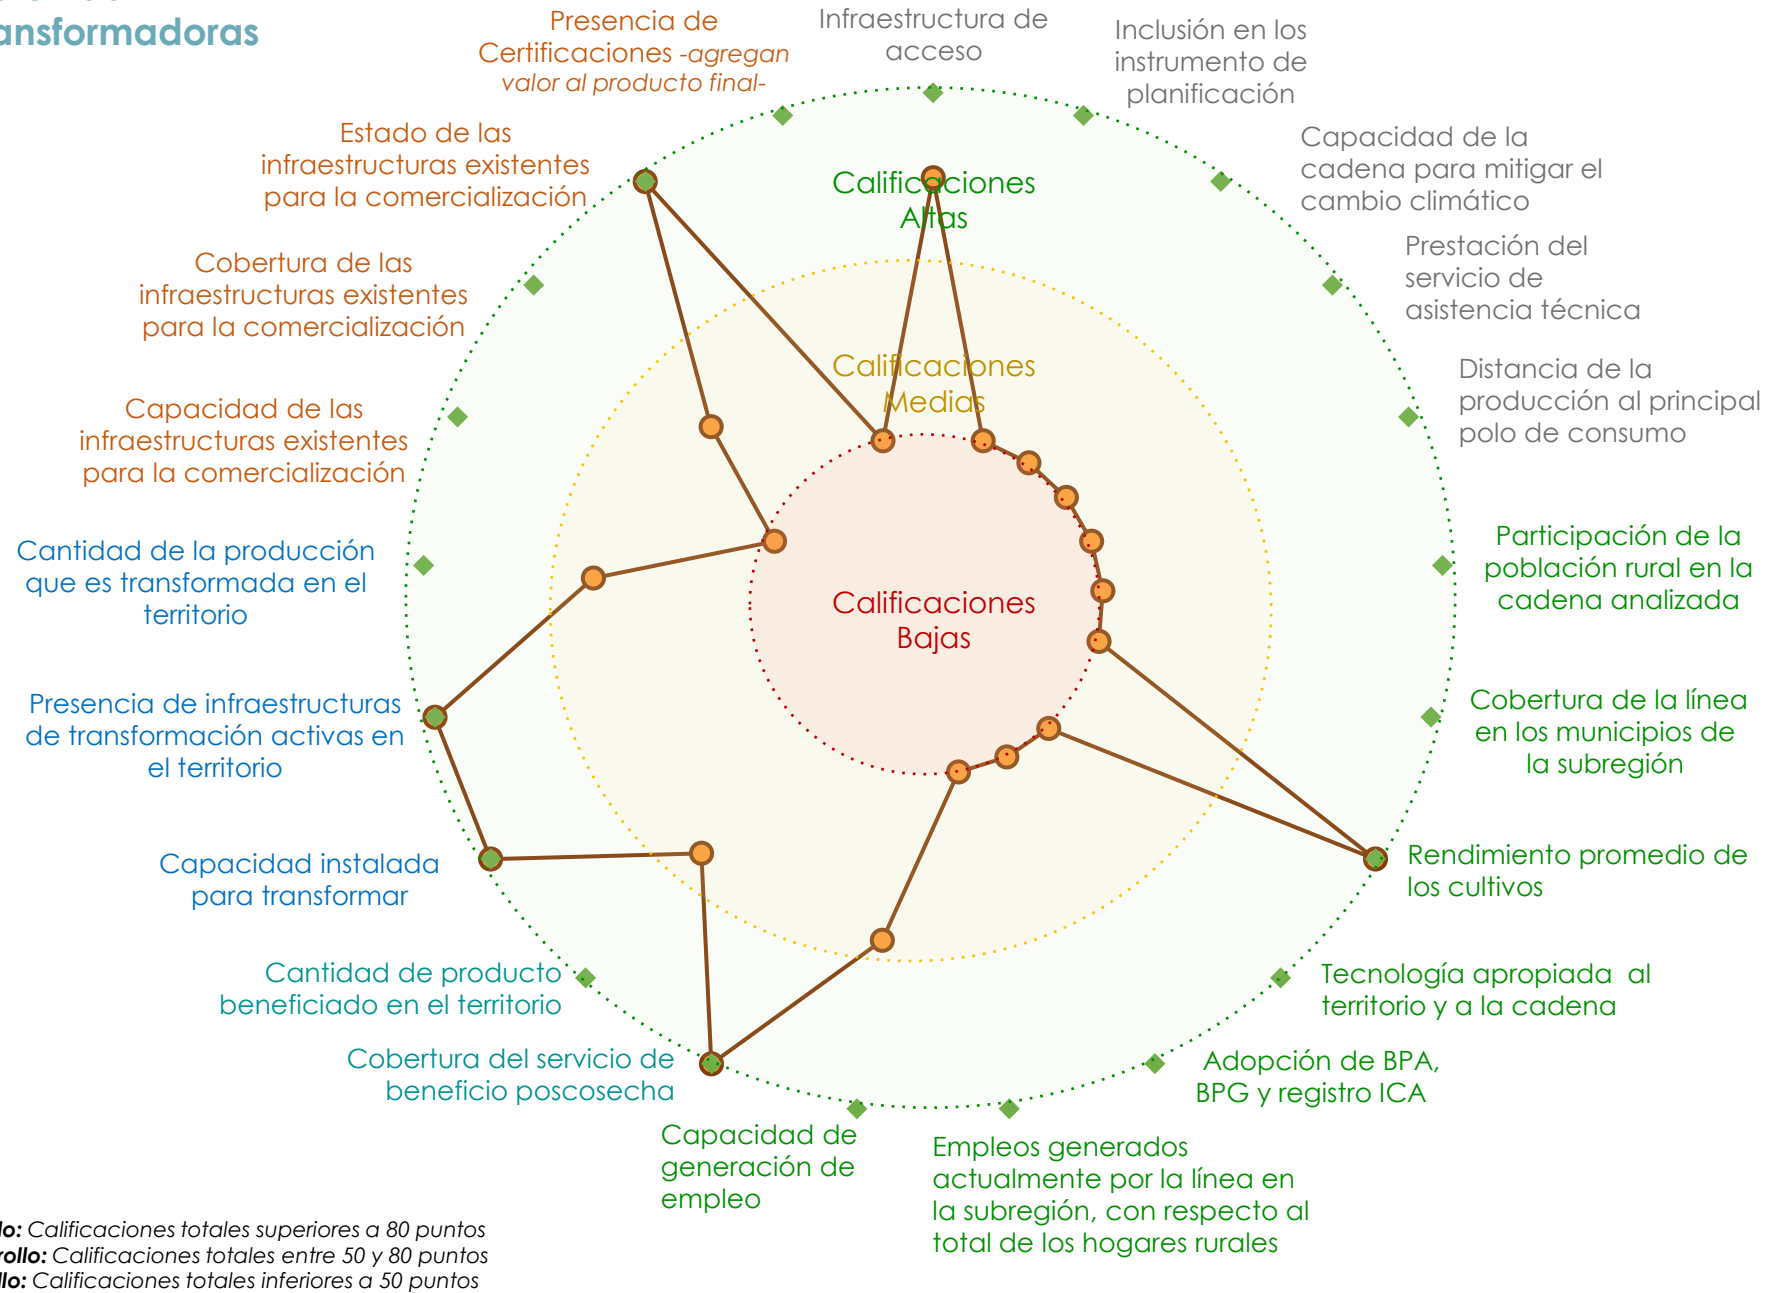 ansformadoras
Presencia de
Certificaciones -agregan
valor al producto final-
Infraestructura de
acceso
Inclusión en los
instrumento de
planificación
Capacidad de la
cadena para mitigar el
cambio climático
Prestación del
servicio de
asistencia técnica
Distancia de la
producción al principal
polo de consumo
Participación de la
población rural en la
cadena analizada
Cobertura de la línea
en los municipios de
la subregión
Rendimiento promedio de
los cultivos
Tecnología apropiada al
territorio y a la cadena
Adopción de BPA,
BPG y registro ICA
Empleos generados
actualmente por la línea en
la subregión, con respecto al
total de los hogares rurales
Capacidad de
generación de
empleo
Cobertura del servicio de
beneficio poscosecha
Cantidad de producto
beneficiado en el territorio
Capacidad instalada
para transformar
Presencia de infraestructuras
de transformación activas en
el territorio
Cantidad de la producción
que es transformada en el
territorio
Capacidad de las
infraestructuras existentes
para la comercialización
Cobertura de las
infraestructuras existentes
para la comercialización
Estado de las
infraestructuras existentes
para la comercialización
Calificaciones
Altas
Calificaciones
Medias
Calificaciones
Bajas
lo: Calificaciones totales superiores a 80 puntos
rollo: Calificaciones totales entre 50 y 80 puntos
llo: Calificaciones totales inferiores a 50 puntos